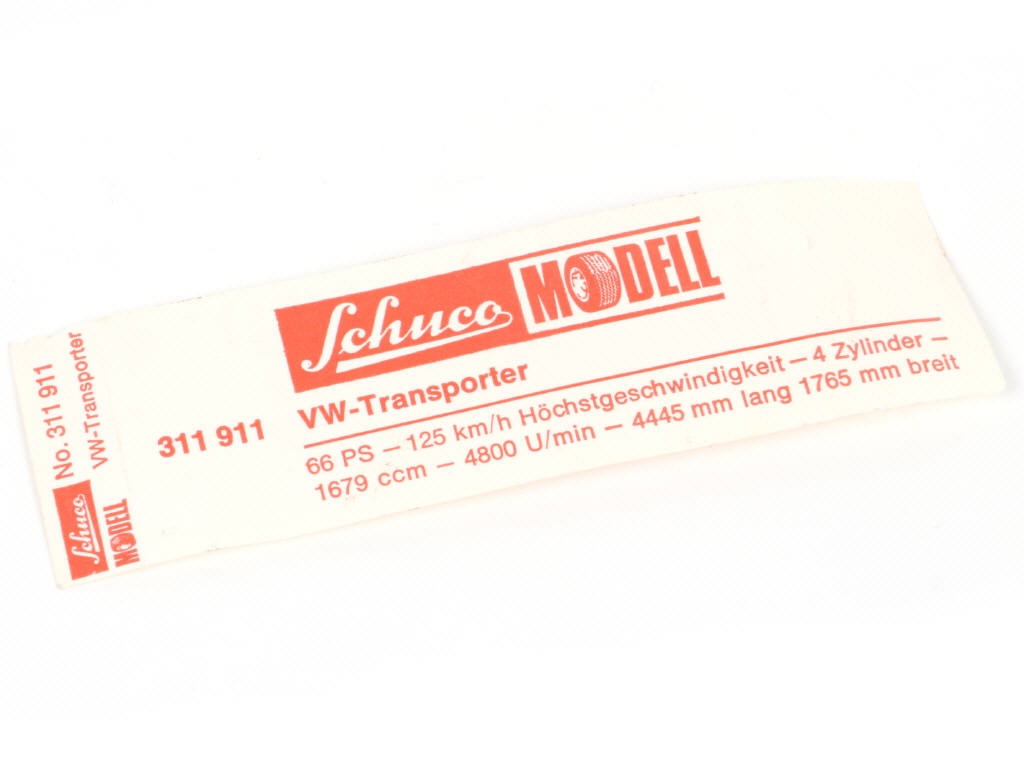 Schuco MODELL
311 911 VW-Transporter
66 PS – 125 km/h Höchstgeschwindigkeit – 4 Zylinder –
1679 ccm – 4800 U/min – 4445 mm lang 1765 mm breit
No. 311 911
VW-Transporter
Schuco
MODELL